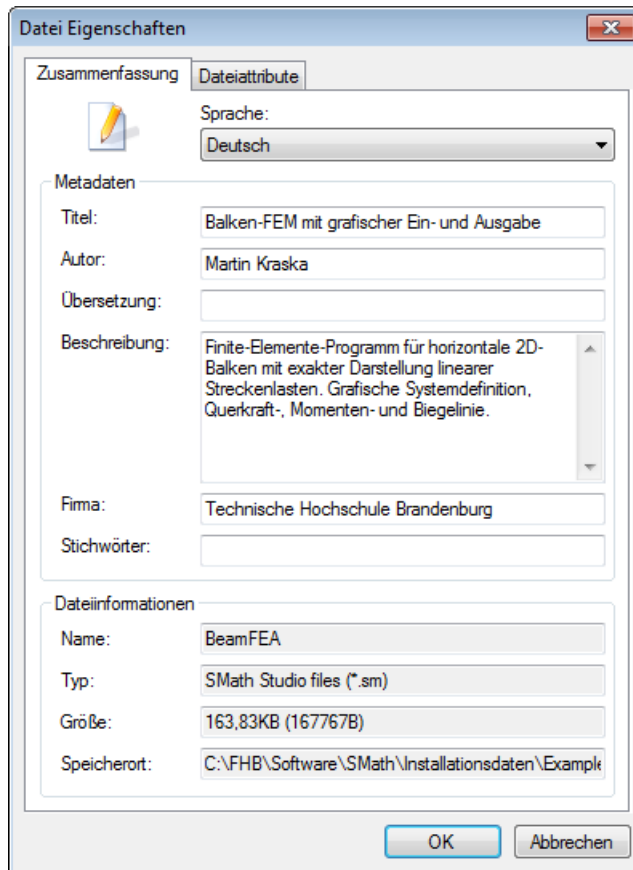 Datei Eigenschaften
Zusammenfassung Dateiattribute
Sprache:
Deutsch
Metadaten
Titel: Balken-FEM mit grafischer Ein- und Ausgabe
Autor: Martin Kraska
Übersetzung:
Beschreibung: Finite-Elemente-Programm für horizontale 2D-
Balken mit exakter Darstellung linearer
Streckenlasten. Grafische Systemdefinition,
Querkraft-, Momenten- und Biegelinie.
Firma: Technische Hochschule Brandenburg
Stichwörter:
Dateiinformationen
Name: BeamFEA
Typ: SMath Studio files (*.sm)
Größe: 163,83KB (167767B)
Speicherort: C:\FHB\Software\SMath\Installationsdaten\Example
OK Abbrechen